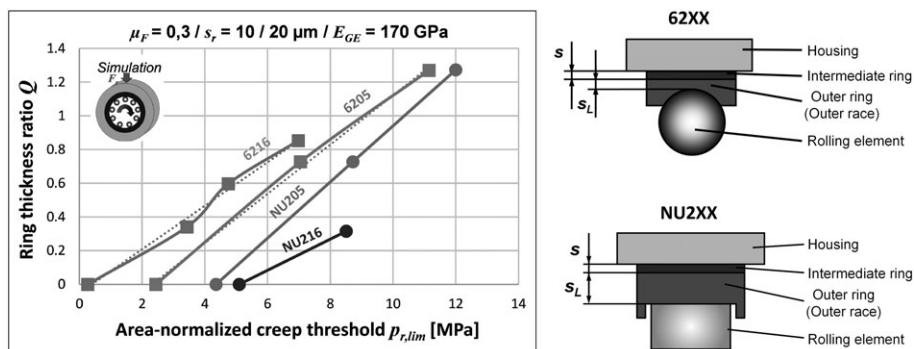 μF = 0,3 / sr = 10 / 20 μm / EGE = 170 GPa
Ring thickness ratio Q
1.4
1.2
1
0.8
0.6
0.4
0.2
0
Simulation
F
6216
6205
NU205
NU216
0 2 4 6 8 10 12 14
Area-normalized creep threshold pr,lim [MPa]
62XX
s
sL
Housing
Intermediate ring
Outer ring
(Outer race)
Rolling element
NU2XX
s
sL
Housing
Intermediate ring
Outer ring
(Outer race)
Rolling element